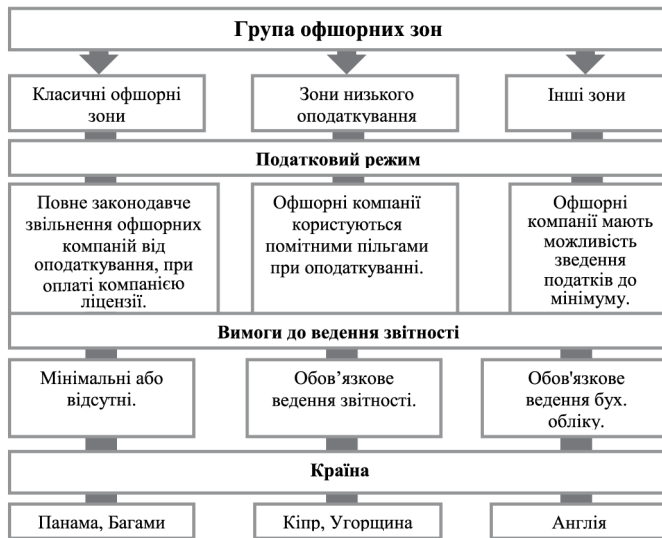 Група офшорних зон
Класичні офшорні
зони
Зони низького
оподаткування
Інші зони
Податковий режим
Повне законодавче
звільнення офшорних
компаній від
оподаткування, при
оплаті компанією
ліцензії.
Офшорні компанії
користуються
помітними пільгами
при оподаткуванні.
Офшорні
компанії мають
можливість
зведення
податків до
мінімуму.
Вимоги до ведення звітності
Мінімальні або
відсутні.
Обов’язкове
ведення звітності.
Обов'язкове
ведення бух.
обліку.
Країна
Панама, Багами
Кіпр, Угорщина
Англія